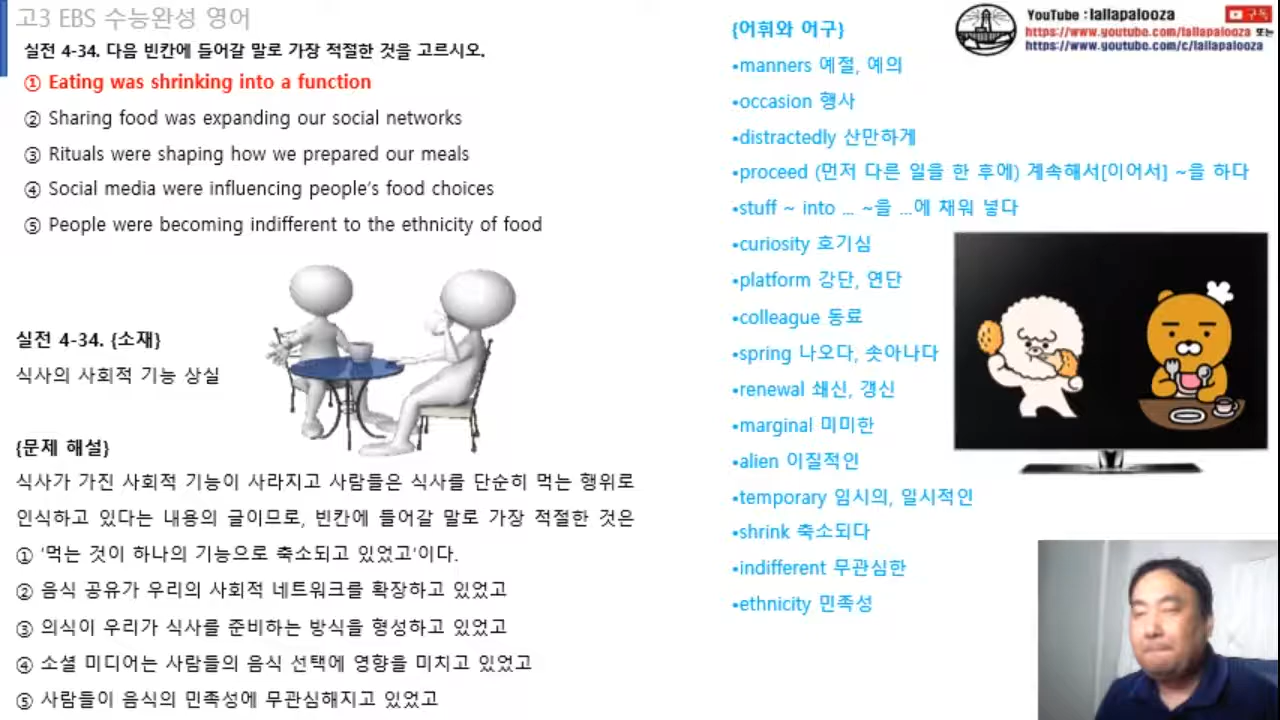 고3 EBS 수능완성 영어
실전 4-34. 다음 빈칸에 들어갈 말로 가장 적절한 것을 고르시오.
① Eating was shrinking into a function
② Sharing food was expanding our social networks
③ Rituals were shaping how we prepared our meals
④ Social media were influencing people's food choices
⑤ People were becoming indifferent to the ethnicity of food
실전 4-34. {소재}
식사의 사회적 기능 상실
{문제 해설}
식사가 가진 사회적 기능이 사라지고 사람들은 식사를 단순히 먹는 행위로
인식하고 있다는 내용의 글이므로, 빈칸에 들어갈 말로 가장 적절한 것은
① '먹는 것이 하나의 기능으로 축소되고 있었고'이다.
② 음식 공유가 우리의 사회적 네트워크를 확장하고 있었고
③ 의식이 우리가 식사를 준비하는 방식을 형성하고 있었고
④ 소셜 미디어는 사람들의 음식 선택에 영향을 미치고 있었고
⑤ 사람들이 음식의 민족성에 무관심해지고 있었고
{어휘와 어구}
•manners 예절, 예의
•occasion 행사
•distractedly 산만하게
•proceed (먼저 다른 일을 한 후에) 계속해서[이어서] ~을 하다
•stuff ~ into ... ~을 ...에 채워 넣다
•curiosity 호기심
•platform 강단, 연단
•colleague 동료
•spring 나오다, 솟아나다
•renewal 쇄신, 갱신
•marginal 미미한
•alien 이질적인
•temporary 임시의, 일시적인
•shrink 축소되다
•indifferent 무관심한
•ethnicity 민족성
YouTube : lallapalooza 구독
https://www.youtube.com/lallapalooza 또는
https://www.youtube.com/c/lallapalooza